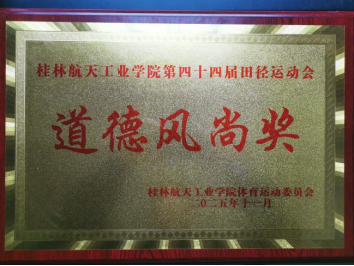 桂林航天工业学院第四十四届田径运动会
道德风尚奖
桂林航天工业学院体育运动委员会
二〇二五年十一月